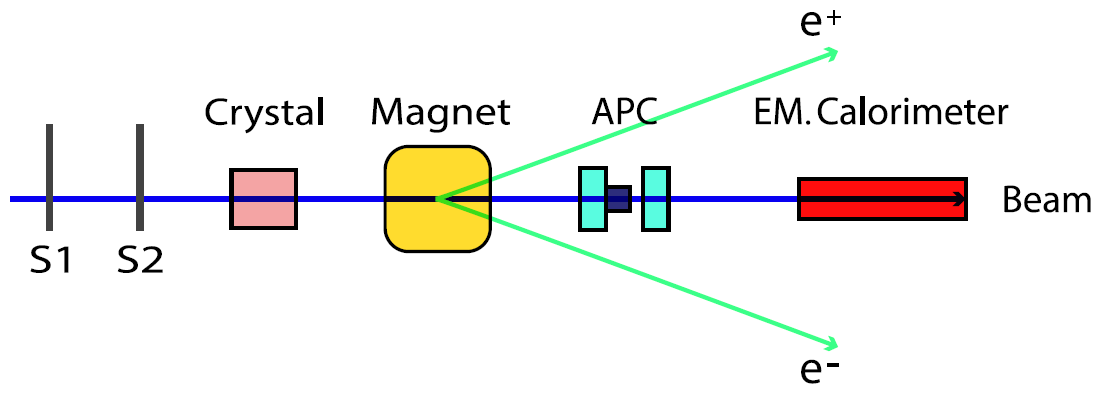 e+
Crystal
Magnet
APC
EM. Calorimeter
Beam
S1
S2
e-